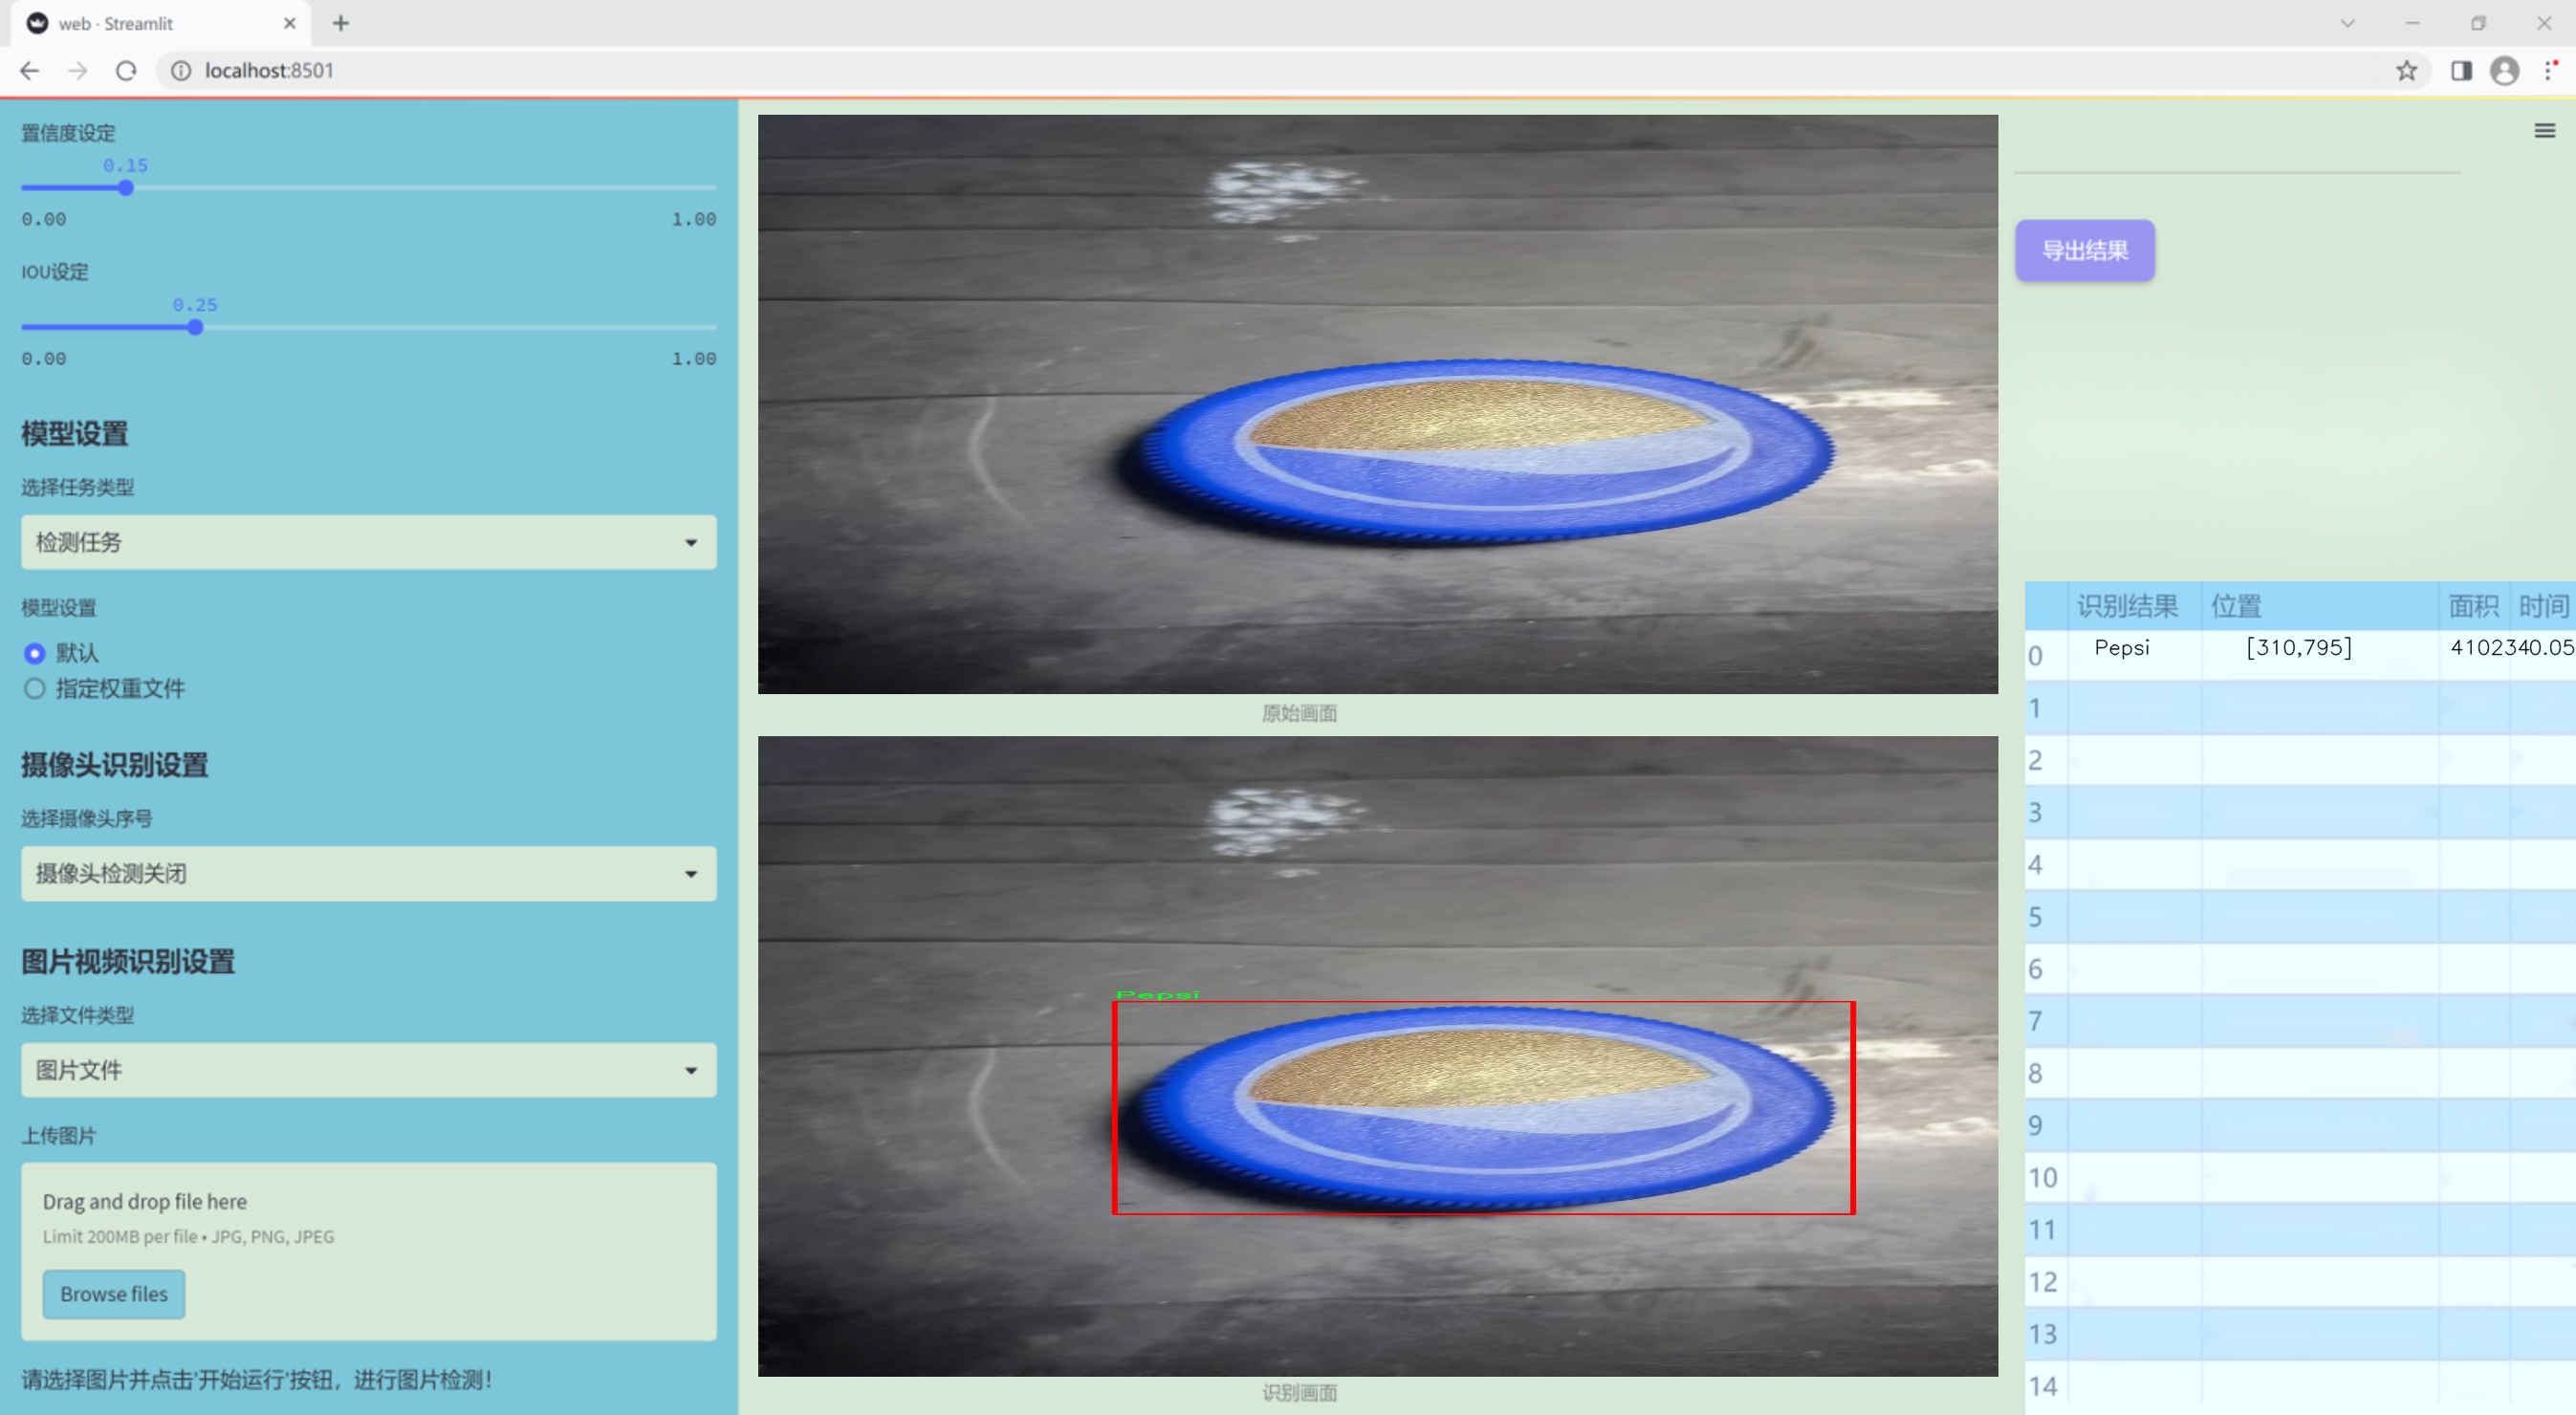 web · Streamlit
localhost:8501
置信度设定
0.15
0.00 1.00
IOU设定
0.25
0.00 1.00
模型设置
选择任务类型
检测任务
模型设置
默认
指定权重文件
摄像头识别设置
选择摄像头序号
摄像头检测关闭
图片视频识别设置
选择文件类型
图片文件
上传图片
Drag and drop file here
Limit 200MB per file • JPG, PNG, JPEG
Browse files
请选择图片并点击'开始运行'按钮，进行图片检测!
原始画面
Pepsi
识别画面
导出结果
识别结果 位置 面积 时间
0 Pepsi [310,795] 4102340.05
1
2
3
4
5
6
7
8
9
10
11
12
13
14